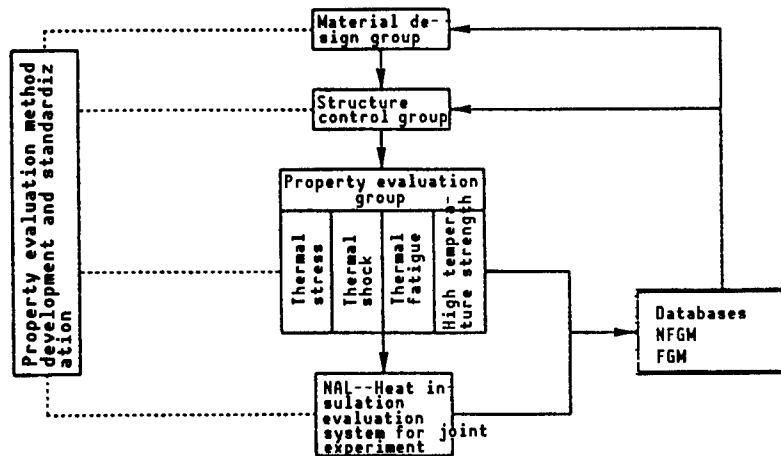 Material de-
sign group
Structure
control group
Property evaluation
group
Thermal
stress
Thermal
shock
Thermal
fatigue
High tempera-
ture strength
NAL--Heat in-
sulation
evaluation
system for joint
experiment
Property evaluation method
development and standardiz
ation
Databases
NFGM
FGM